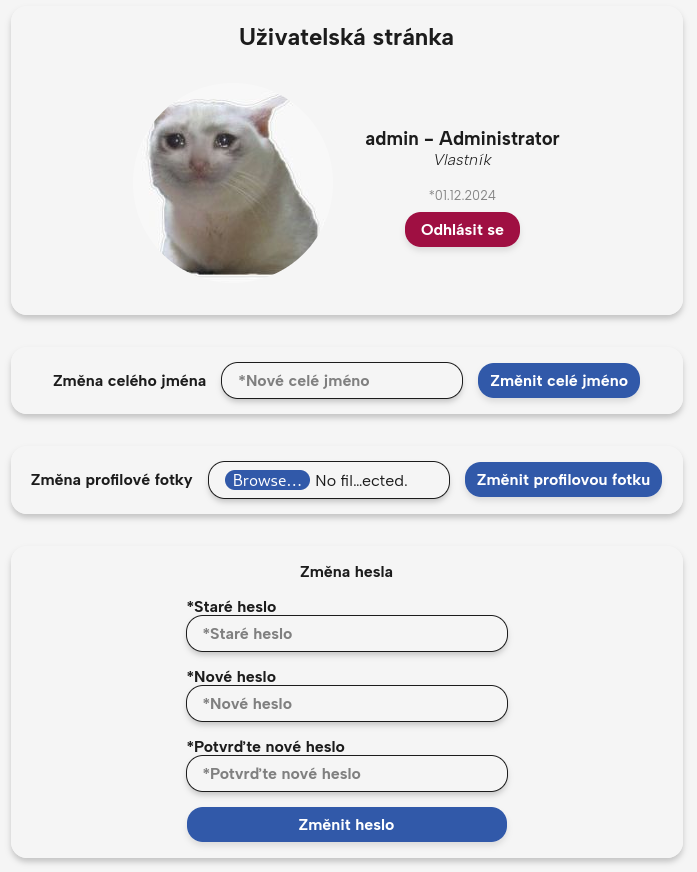 Uživatelská stránka
admin - Administrator
Vlastník
*01.12.2024
Odhlásit se
Změna celého jména
*Nové celé jméno
Změnit celé jméno
Změna profilové fotky
Browse...
No fil...ected.
Změnit profilovou fotku
Změna hesla
*Staré heslo
*Staré heslo
*Nové heslo
*Nové heslo
*Potvrďte nové heslo
*Potvrďte nové heslo
Změnit heslo